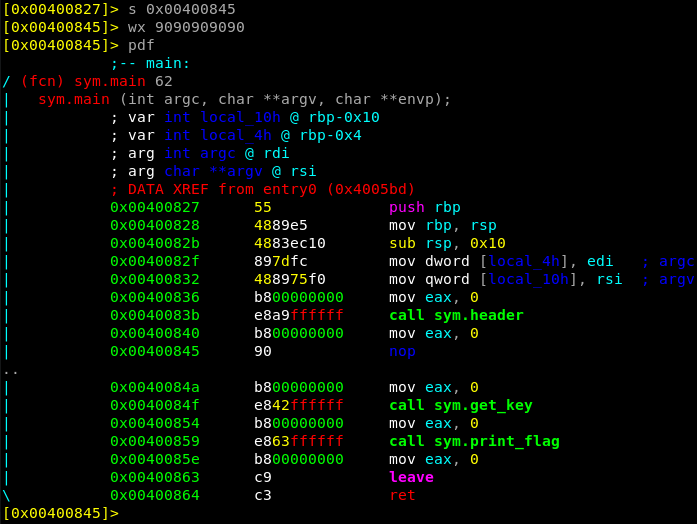 [0x00400827]> s 0x00400845
[0x00400845]> wx 9090909090
[0x00400845]> pdf
;-- main:
/ (fcn) sym.main 62
| sym.main (int argc, char **argv, char **envp);
| ; var int local_10h @ rbp-0x10
| ; var int local_4h @ rbp-0x4
| ; arg int argc @ rdi
| ; arg char **argv @ rsi
| ; DATA XREF from entry0 (0x4005bd)
| 0x00400827 55 push rbp
| 0x00400828 4889e5 mov rbp, rsp
| 0x0040082b 4883ec10 sub rsp, 0x10
| 0x0040082f 897dfc mov dword [local_4h], edi ; argc
| 0x00400832 488975f0 mov qword [local_10h], rsi ; argv
| 0x00400836 b800000000 mov eax, 0
| 0x0040083b e8a9ffffff call sym.header
| 0x00400840 b800000000 mov eax, 0
| 0x00400845 90 nop
..
| 0x0040084a b800000000 mov eax, 0
| 0x0040084f e842ffffff call sym.get_key
| 0x00400854 b800000000 mov eax, 0
| 0x00400859 e863ffffff call sym.print_flag
| 0x0040085e b800000000 mov eax, 0
| 0x00400863 c9 leave
\ 0x00400864 c3 ret
[0x00400845]>